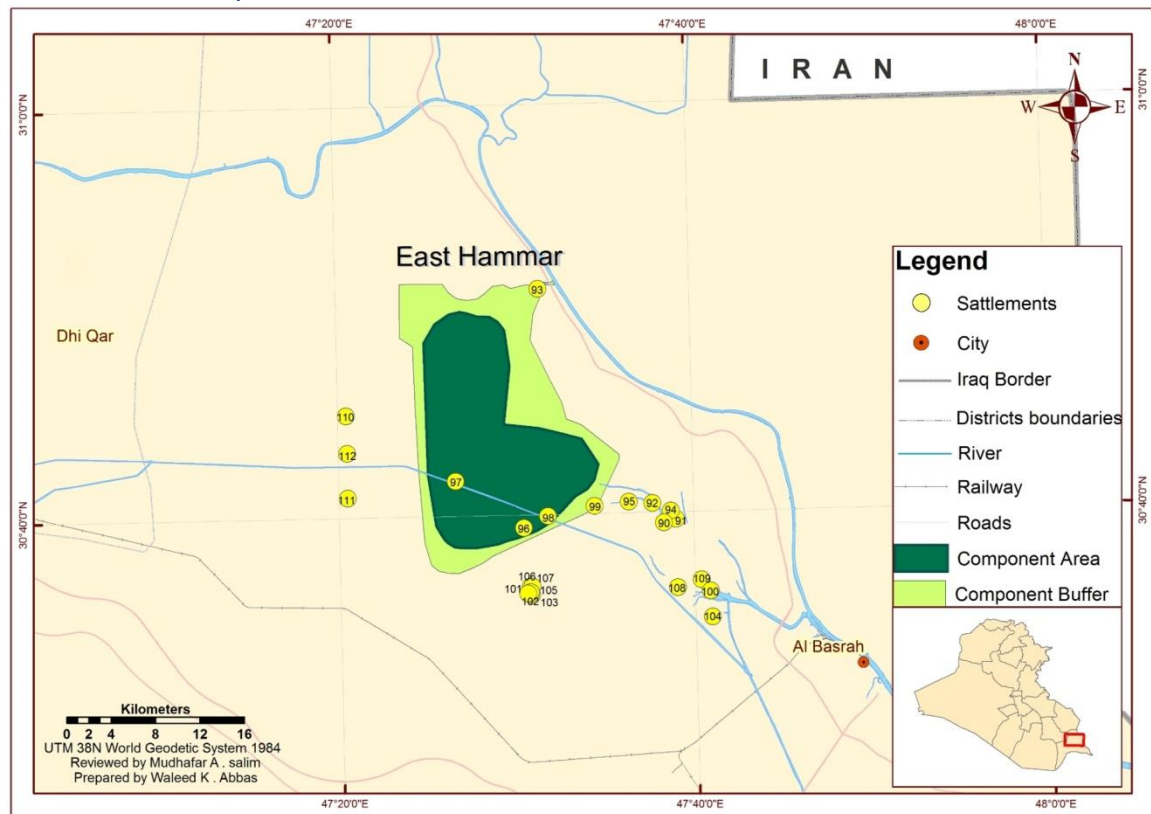 47°20'0"E
47°40'0"E
48°0'0"E
I R A N
N
W
E
S
31°0'0"N
31°0'0"N
East Hammar
93
Dhi Qar
Legend
Sattlements
City
Iraq Border
Districts boundaries
River
Railway
Roads
Component Area
Component Buffer
110
112
111
97
98
96
99
95
92
94
90
91
30°40'0"N
30°40'0"N
106
107
101
105
102
103
108
109
100
104
Al Basrah
Kilometers
0 2 4 8 12 16
UTM 38N World Geodetic System 1984
Reviewed by Mudhafar A . salim
Prepared by Waleed K . Abbas
47°20'0"E
47°40'0"E
48°0'0"E